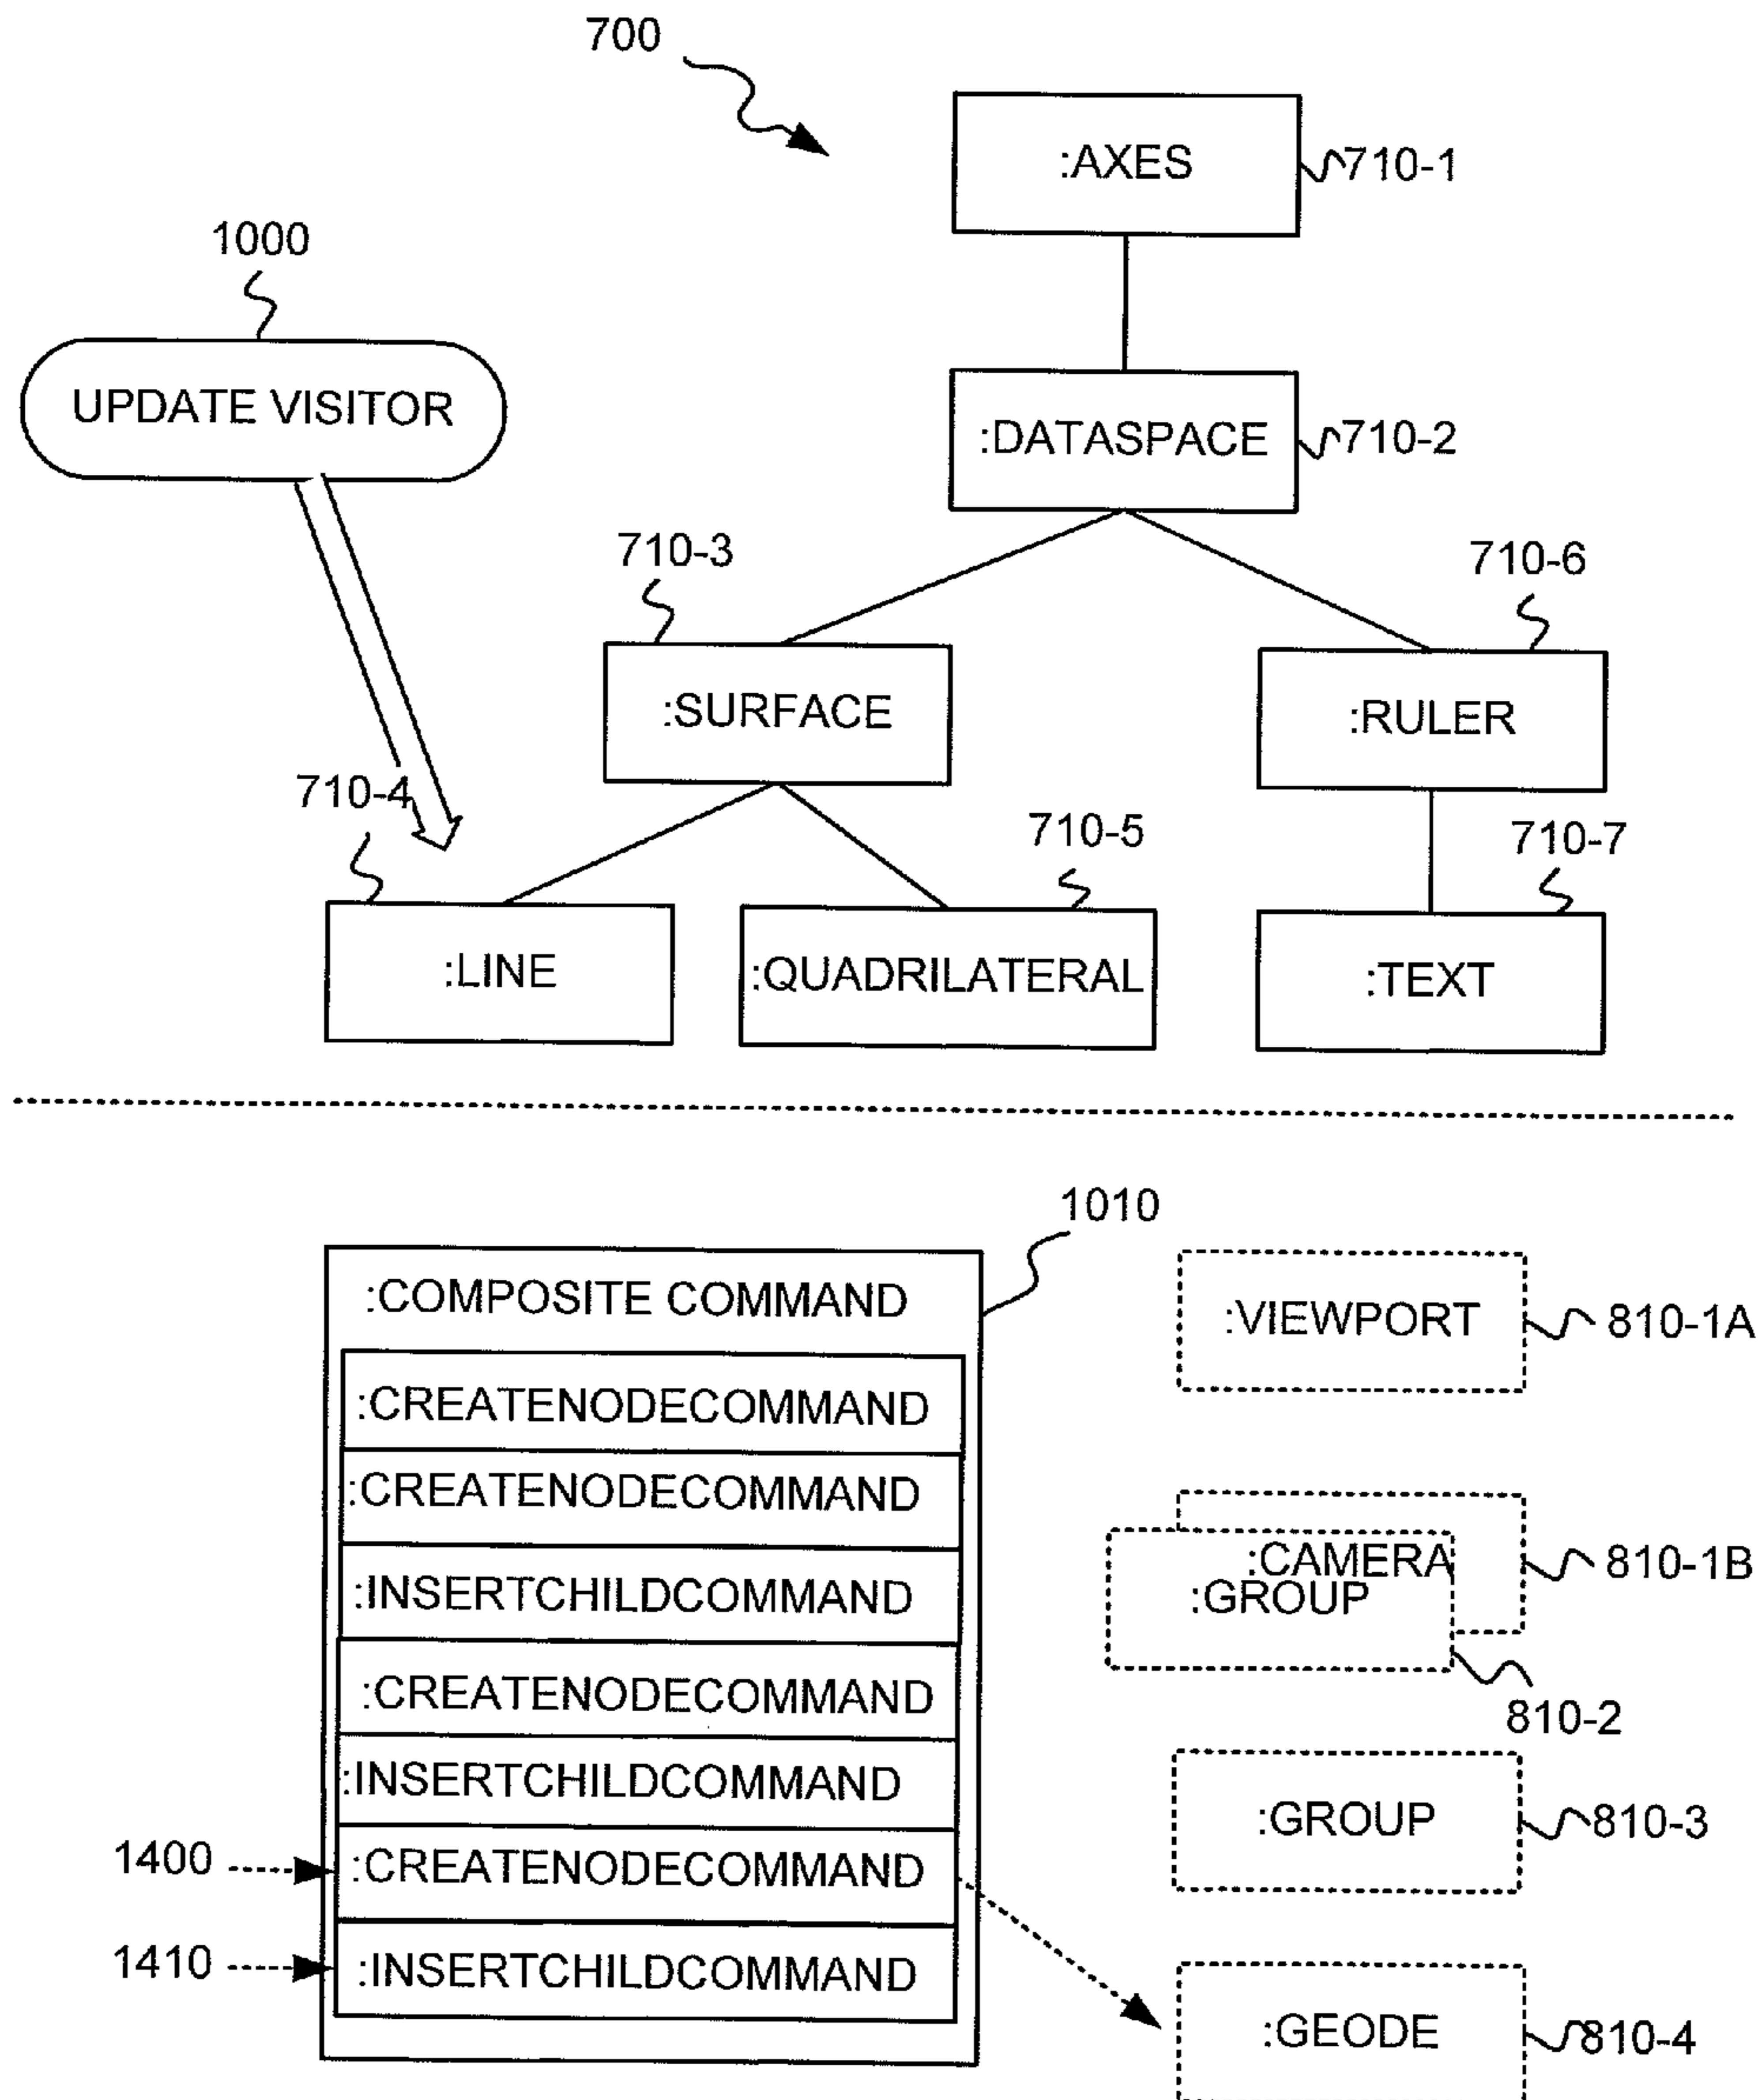 700
:AXES
710-1
1000
UPDATE VISITOR
:DATASPACE
710-2
710-3
710-6
:SURFACE
:RULER
710-4
710-5
710-7
:LINE
:QUADRILATERAL
:TEXT
1010
:COMPOSITE COMMAND
:CREATENODECOMMAND
:CREATENODECOMMAND
:INSERTCHILDCOMMAND
:CREATENODECOMMAND
:INSERTCHILDCOMMAND
1400
:CREATENODECOMMAND
1410
:INSERTCHILDCOMMAND
:VIEWPORT
810-1A
:CAMERA
810-1B
:GROUP
810-2
:GROUP
810-3
:GEODE
810-4